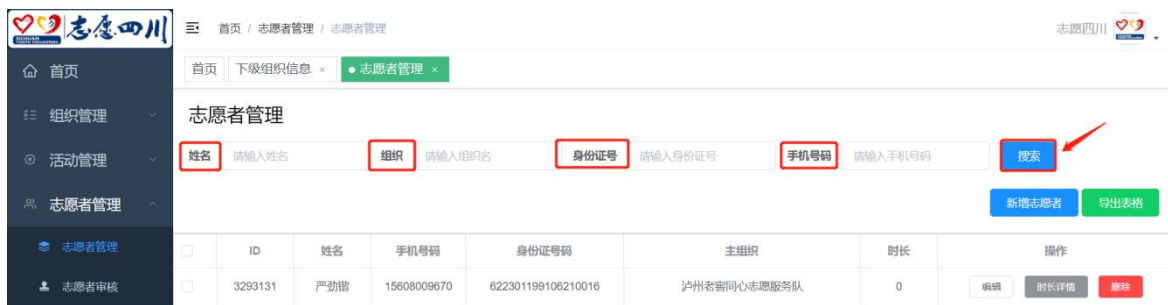 志愿四川
首页 / 志愿者管理 / 志愿者管理
志愿四川
首页
首页 下级组织信息 × ● 志愿者管理 ×
组织管理
志愿者管理
活动管理
姓名 请输入姓名 组织 请输入组织名 身份证号 请输入身份证号 手机号码 请输入手机号码 搜索
志愿者管理
新增志愿者 导出表格
志愿者管理
ID 姓名 手机号码 身份证号码 主组织 时长 操作
志愿者审核
3293131 严劲锴 15608009670 622301199106210016 泸州老窖同心志愿服务队 0 编辑 时长详情 删除